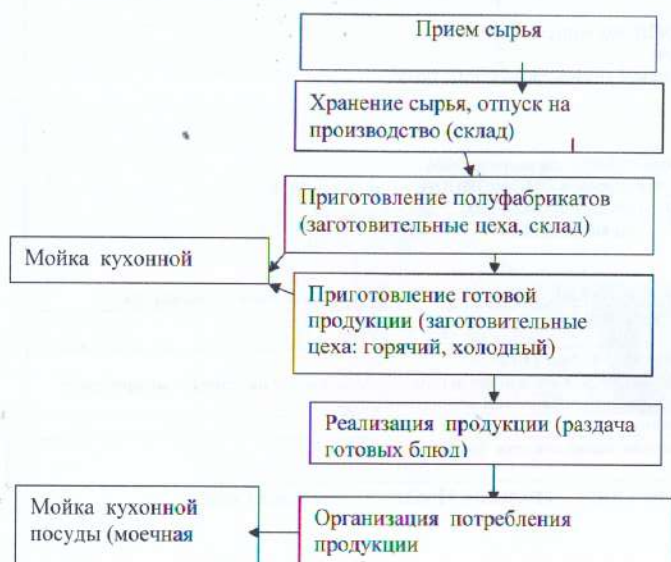 Прием сырья
Хранение сырья, отпуск на
производство (склад)
Приготовление полуфабрикатов
(заготовительные цеха, склад)
Мойка кухонной
Приготовление готовой
продукции (заготовительные
цеха: горячий, холодный)
Реализация продукции (раздача
готовых блюд)
Мойка кухонной
посуды (моечная
Организация потребления
продукции